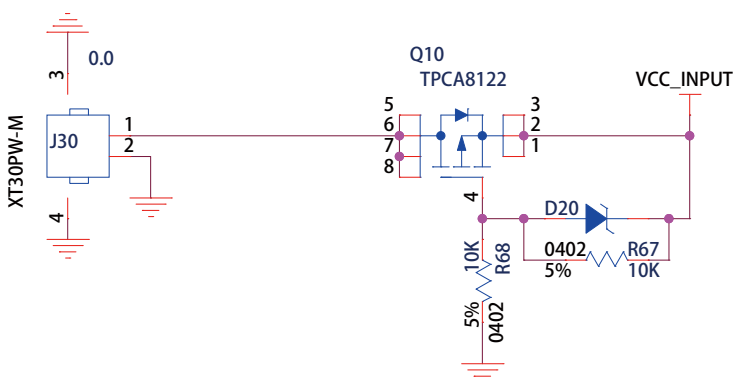 0.0
3
XT30PW-M
J30
1
2
4
Q10
TPCA8122
5
6
7
8
3
2
1
4
VCC_INPUT
D20
0402
5%
R67
10K
10K
R68
5%
0402